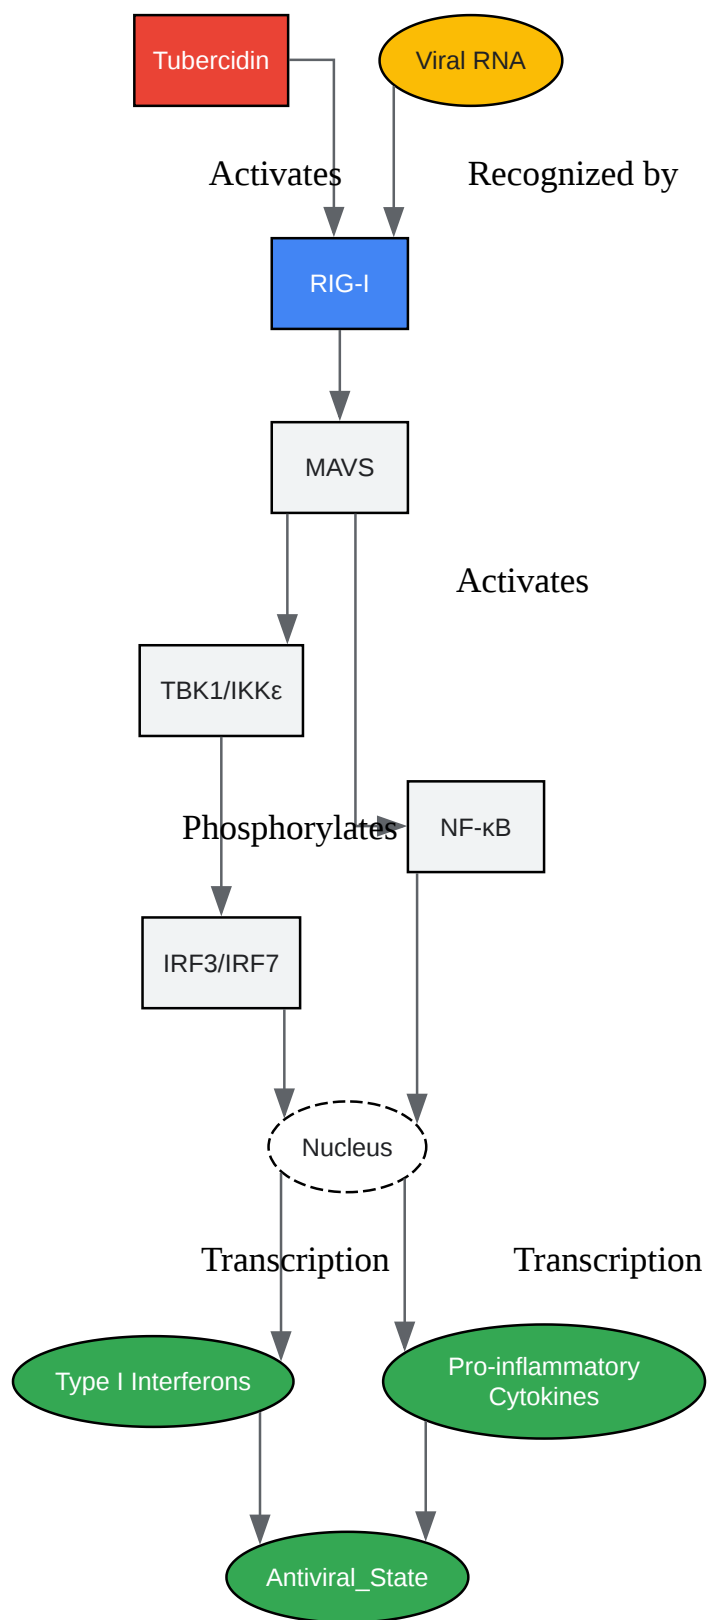 Tubercidin
Viral RNA
Activates
Recognized by
RIG-I
MAVS
Activates
TBK1/IKKε
Phosphorylates
NF-κB
IRF3/IRF7
Nucleus
Transcription
Transcription
Type I Interferons
Pro-inflammatory
Cytokines
Antiviral_State